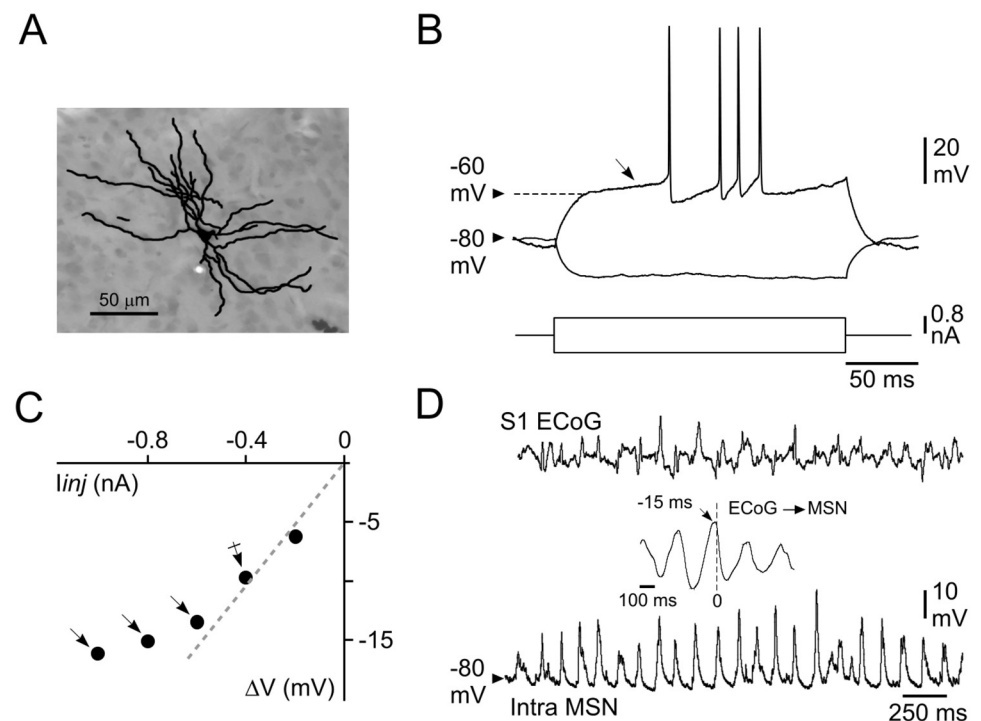 A
50 μm
B
-60
mV
-80
mV
20
mV
0.8
nA
50 ms
C
-0.8
-0.4
0
Iinj (nA)
-5
-15
ΔV (mV)
D
S1 ECoG
-15 ms
ECoG → MSN
100 ms
0
10
mV
-80
mV
Intra MSN
250 ms